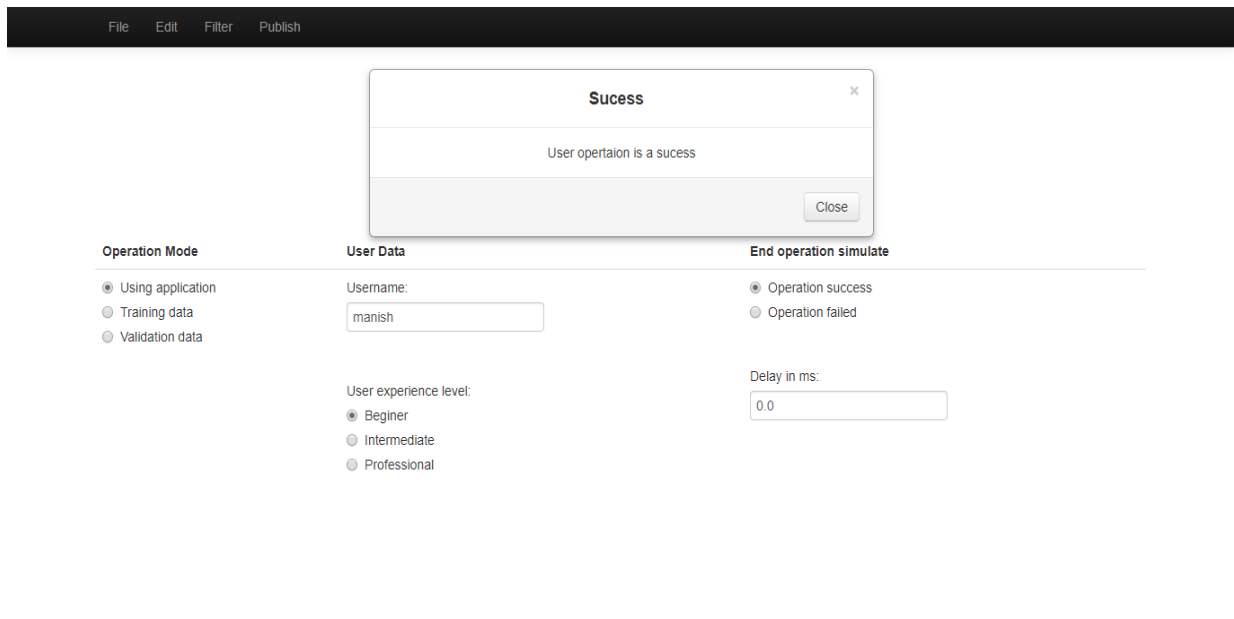 File Edit Filter Publish
Sucess
×
User opertaion is a sucess
Close
Operation Mode User Data End operation simulate
Using application Username: Operation success
Training data manish Operation failed
Validation data
Delay in ms:
User experience level:
0.0
Beginer
Intermediate
Professional